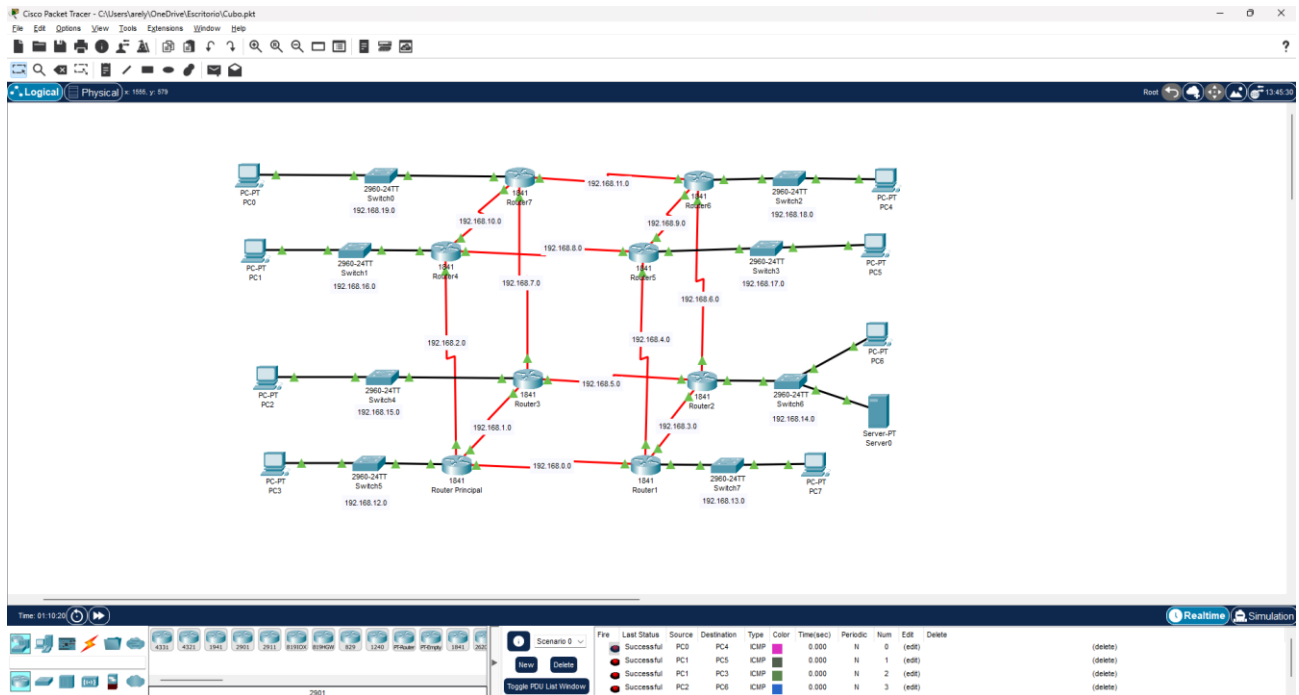 Cisco Packet Tracer - C:\Users\arely\OneDrive\Escritorio\Cubo.pkt
File Edit Options View Tools Extensions Window Help
?
Logical Physical x: 1555, y: 579
Root 13:45:30
192.168.11.0
PC-PT
PC0
2960-24TT
Switch0
192.168.19.0
1841
Router7
1841
Router6
2960-24TT
Switch2
192.168.18.0
PC-PT
PC4
192.168.10.0
192.168.9.0
192.168.8.0
PC-PT
PC1
2960-24TT
Switch1
192.168.16.0
1841
Router4
1841
Router5
2960-24TT
Switch3
192.168.17.0
PC-PT
PC5
192.168.7.0
192.168.6.0
192.168.2.0
192.168.4.0
PC-PT
PC6
PC-PT
PC2
2960-24TT
Switch4
192.168.15.0
1841
Router3
192.168.5.0
1841
Router2
2960-24TT
Switch6
192.168.14.0
Server-PT
Server0
192.168.1.0
192.168.3.0
PC-PT
PC3
2960-24TT
Switch5
192.168.12.0
1841
Router Principal
192.168.0.0
1841
Router1
2960-24TT
Switch7
192.168.13.0
PC-PT
PC7
Time: 01:10:20
Realtime Simulation
4331 4321 1941 2901 2911 819IOX 819HGW 829 1240 PT-Router PT-Empty 1841
2901
Scenario 0
New Delete
Toggle PDU List Window
Fire Last Status Source Destination Type Color Time(sec) Periodic Num Edit Delete
Successful PC0 PC4 ICMP 0.000 N 0 (edit) (delete)
Successful PC1 PC5 ICMP 0.000 N 1 (edit) (delete)
Successful PC1 PC3 ICMP 0.000 N 2 (edit) (delete)
Successful PC2 PC6 ICMP 0.000 N 3 (edit) (delete)